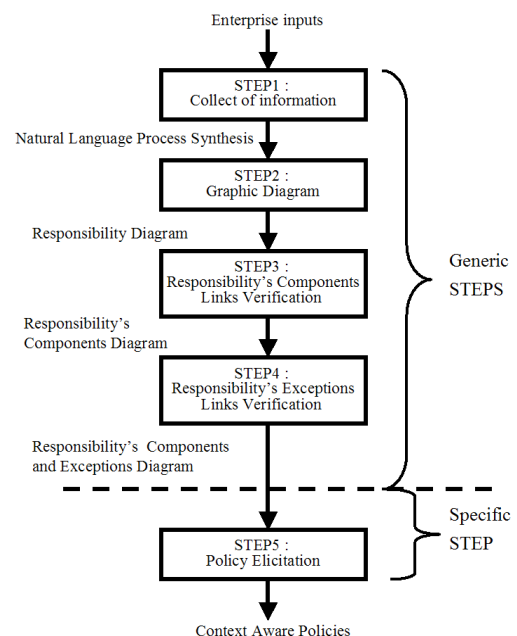 Enterprise inputs
STEP1 :
Collect of information
Natural Language Process Synthesis
STEP2 :
Graphic Diagram
Responsibility Diagram
STEP3 :
Responsibility's Components
Links Verification
Generic
STEPS
Responsibility's
Components Diagram
STEP4 :
Responsibility's Exceptions
Links Verification
Responsibility's Components
and Exceptions Diagram
Specific
STEP
STEP5 :
Policy Elicitation
Context Aware Policies